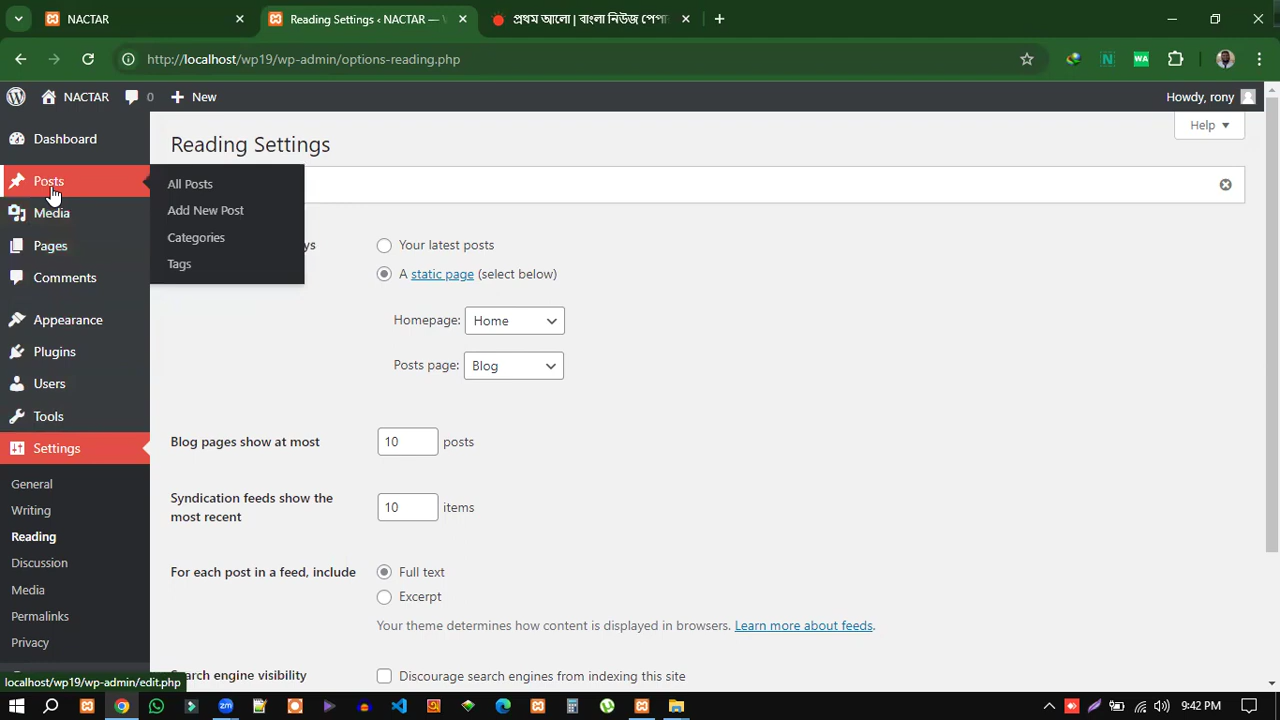 NACTAR
Reading Settings ‹ NACTAR —
প্রথম আলো | বাংলা নিউজ পেপা
http://localhost/wp19/wp-admin/options-reading.php
NACTAR 0 New Howdy, rony
Help
Dashboard
Posts
Media
Pages
Comments
Appearance
Plugins
Users
Tools
Settings
General
Writing
Reading
Discussion
Media
Permalinks
Privacy
All Posts
Add New Post
Categories
Tags
Reading Settings
Your latest posts
A static page (select below)
Homepage: Home
Posts page: Blog
Blog pages show at most 10 posts
Syndication feeds show the
most recent 10 items
For each post in a feed, include Full text
Excerpt
Your theme determines how content is displayed in browsers. Learn more about feeds.
Search engine visibility Discourage search engines from indexing this site
localhost/wp19/wp-admin/edit.php
9:42 PM